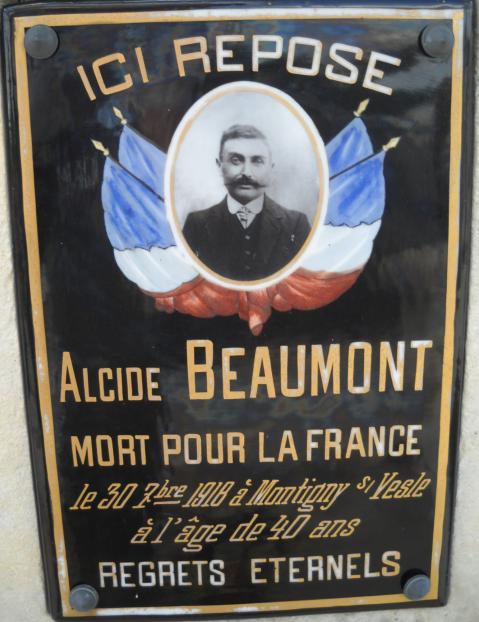 ICI REPOSE
ALCIDE BEAUMONT
MORT POUR LA FRANCE
le 30 7bre 1918 à Montigny s/ Vesle
à l'âge de 40 ans
REGRETS ETERNELS